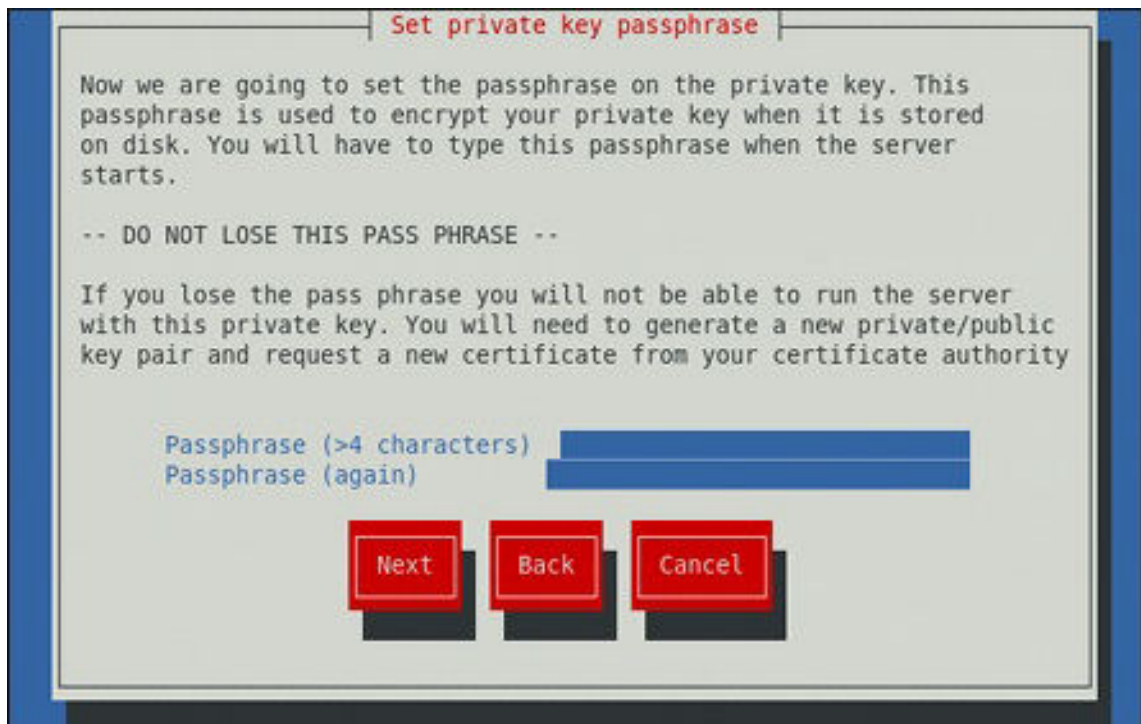 Set private key passphrase
Now we are going to set the passphrase on the private key. This
passphrase is used to encrypt your private key when it is stored
on disk. You will have to type this passphrase when the server
starts.
-- DO NOT LOSE THIS PASS PHRASE --
If you lose the pass phrase you will not be able to run the server
with this private key. You will need to generate a new private/public
key pair and request a new certificate from your certificate authority
Passphrase (>4 characters)
Passphrase (again)
Next Back Cancel